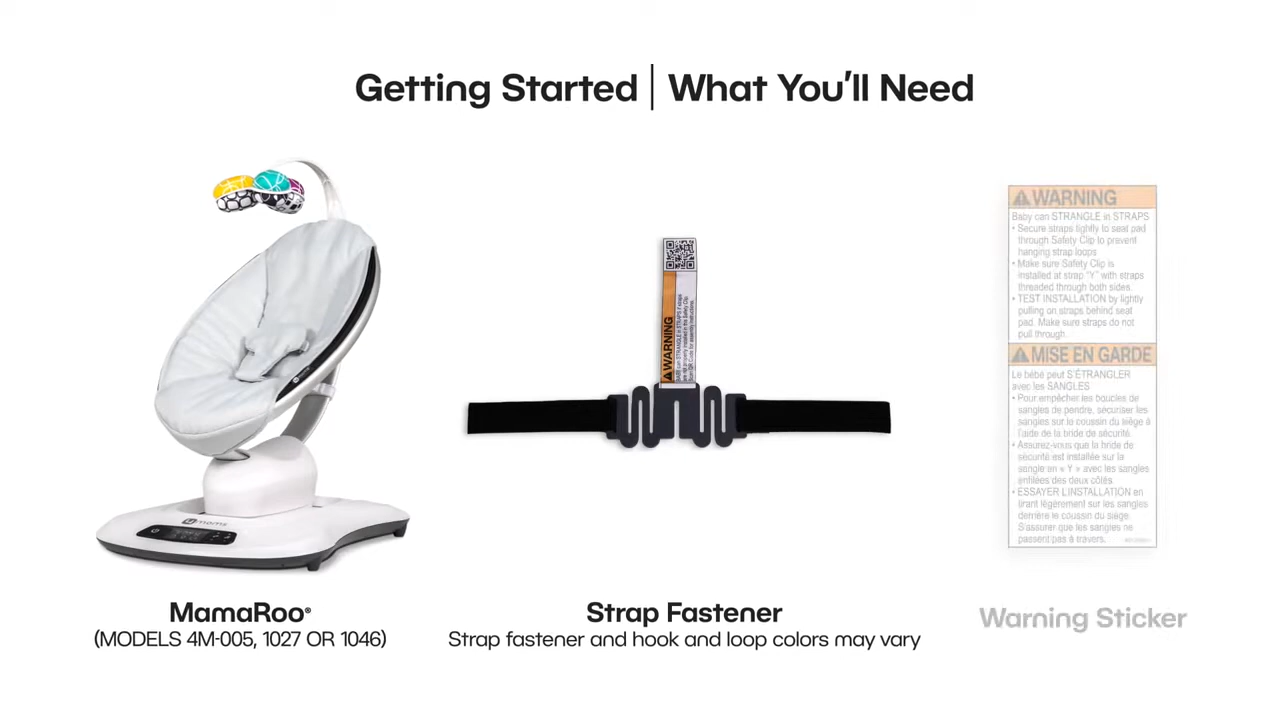 Getting Started | What You'll Need
WARNING
Baby can STRANGLE in STRAPS
• Secure straps tightly to seat pad
through Safety Clip to prevent
hanging strap loops
• Make sure Safety Clip is
installed at strap "Y" with straps
threaded through both sides.
• TEST INSTALLATION by lightly
pulling on straps behind seat
pad. Make sure straps do not
pull through.
MISE EN GARDE
Le bébé peut S'ÉTRANGLER
avec les SANGLES
• Pour empêcher les boucles de
sangles de pendre, sécuriser les
sangles sur le coussin du siège à
l'aide de la bride de sécurité.
• Assurez-vous que la bride de
sécurité est installée sur la
sangle en « Y » avec les sangles
enfilées des deux côtés.
• ESSAYER L'INSTALLATION en
tirant légèrement sur les sangles
derrière le coussin du siège.
S'assurer que les sangles ne
passent pas à travers.
WARNING
moms
MamaRoo®
(MODELS 4M-005, 1027 OR 1046)
Strap Fastener
Strap fastener and hook and loop colors may vary
Warning Sticker